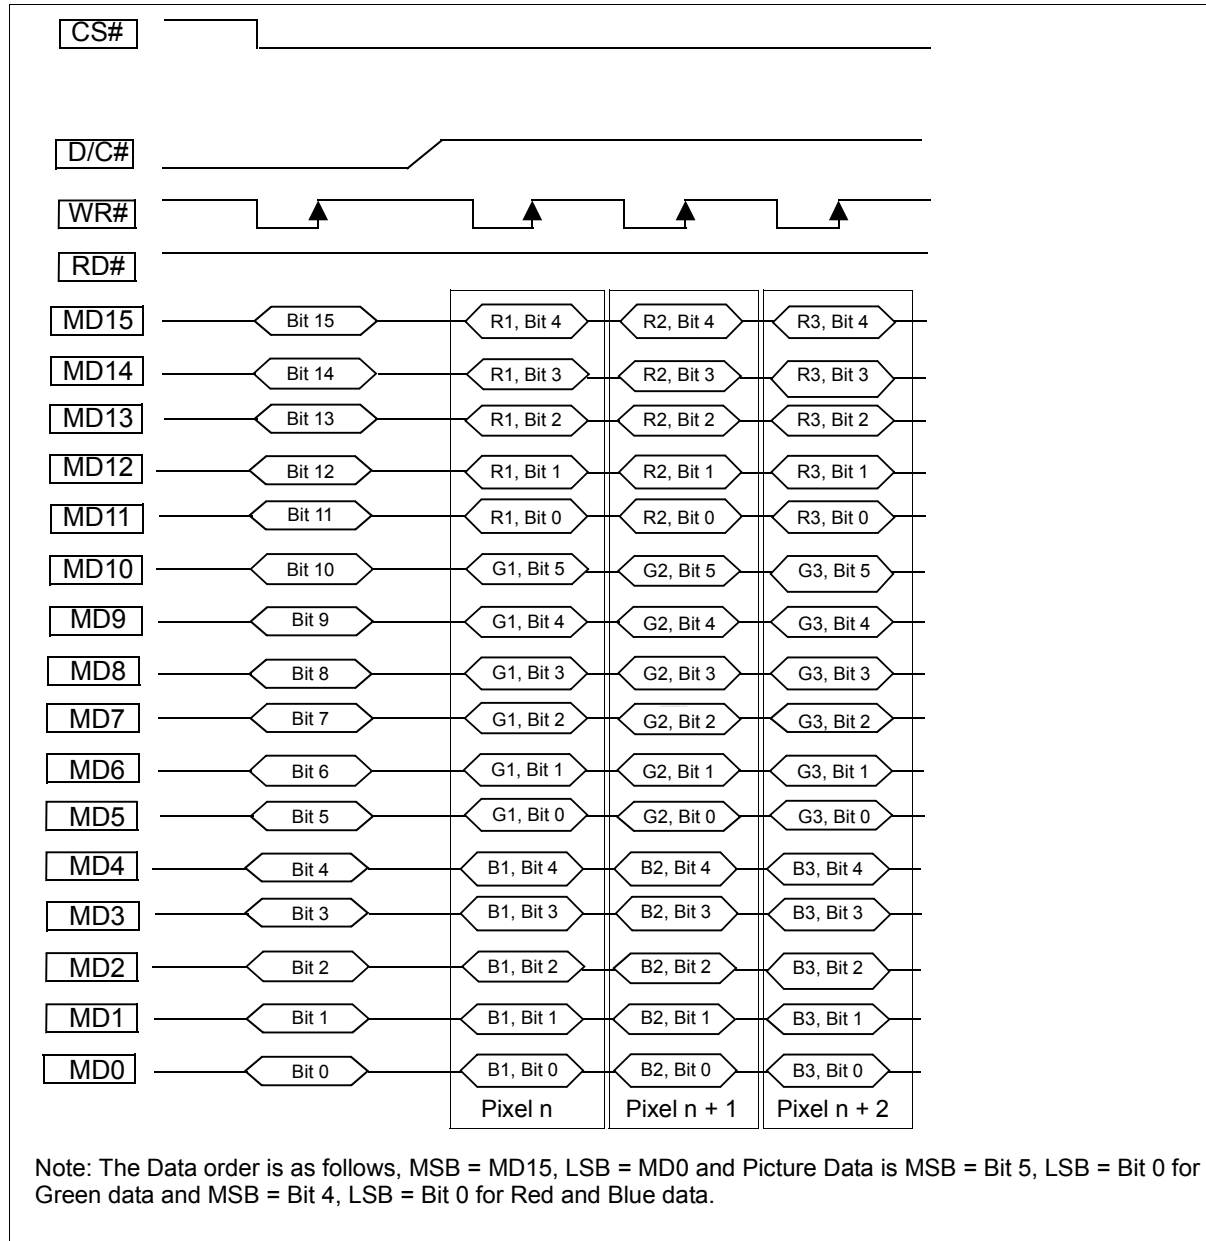 CS#
D/C#
WR#
RD#
MD15 Bit 15 R1, Bit 4 R2, Bit 4 R3, Bit 4
MD14 Bit 14 R1, Bit 3 R2, Bit 3 R3, Bit 3
MD13 Bit 13 R1, Bit 2 R2, Bit 2 R3, Bit 2
MD12 Bit 12 R1, Bit 1 R2, Bit 1 R3, Bit 1
MD11 Bit 11 R1, Bit 0 R2, Bit 0 R3, Bit 0
MD10 Bit 10 G1, Bit 5 G2, Bit 5 G3, Bit 5
MD9 Bit 9 G1, Bit 4 G2, Bit 4 G3, Bit 4
MD8 Bit 8 G1, Bit 3 G2, Bit 3 G3, Bit 3
MD7 Bit 7 G1, Bit 2 G2, Bit 2 G3, Bit 2
MD6 Bit 6 G1, Bit 1 G2, Bit 1 G3, Bit 1
MD5 Bit 5 G1, Bit 0 G2, Bit 0 G3, Bit 0
MD4 Bit 4 B1, Bit 4 B2, Bit 4 B3, Bit 4
MD3 Bit 3 B1, Bit 3 B2, Bit 3 B3, Bit 3
MD2 Bit 2 B1, Bit 2 B2, Bit 2 B3, Bit 2
MD1 Bit 1 B1, Bit 1 B2, Bit 1 B3, Bit 1
MD0 Bit 0 B1, Bit 0 B2, Bit 0 B3, Bit 0
Pixel n Pixel n + 1 Pixel n + 2
Note: The Data order is as follows, MSB = MD15, LSB = MD0 and Picture Data is MSB = Bit 5, LSB = Bit 0 for
Green data and MSB = Bit 4, LSB = Bit 0 for Red and Blue data.